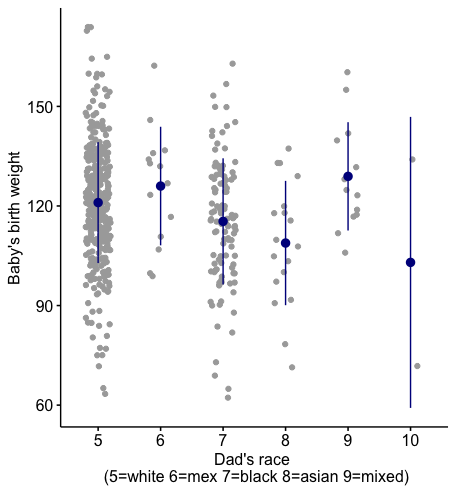 150
120
90
60
Baby's birth weight
5 6 7 8 9 10
Dad's race
(5=white 6=mex 7=black 8=asian 9=mixed)